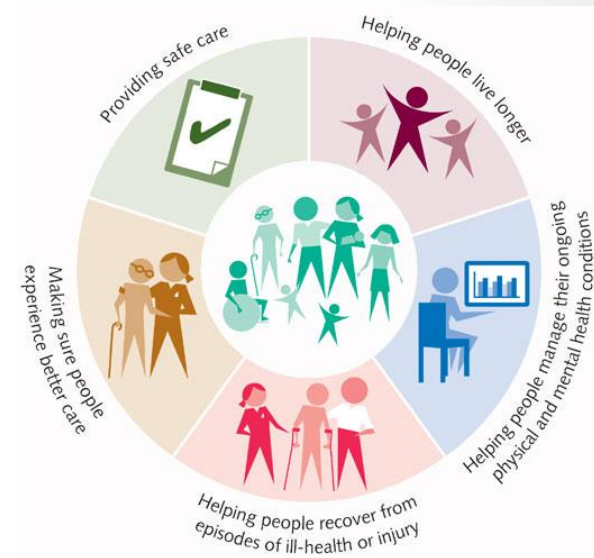 Providing safe care
Helping people live longer
Helping people manage their ongoing
physical and mental health conditions
Helping people recover from
episodes of ill-health or injury
Making sure people
experience better care